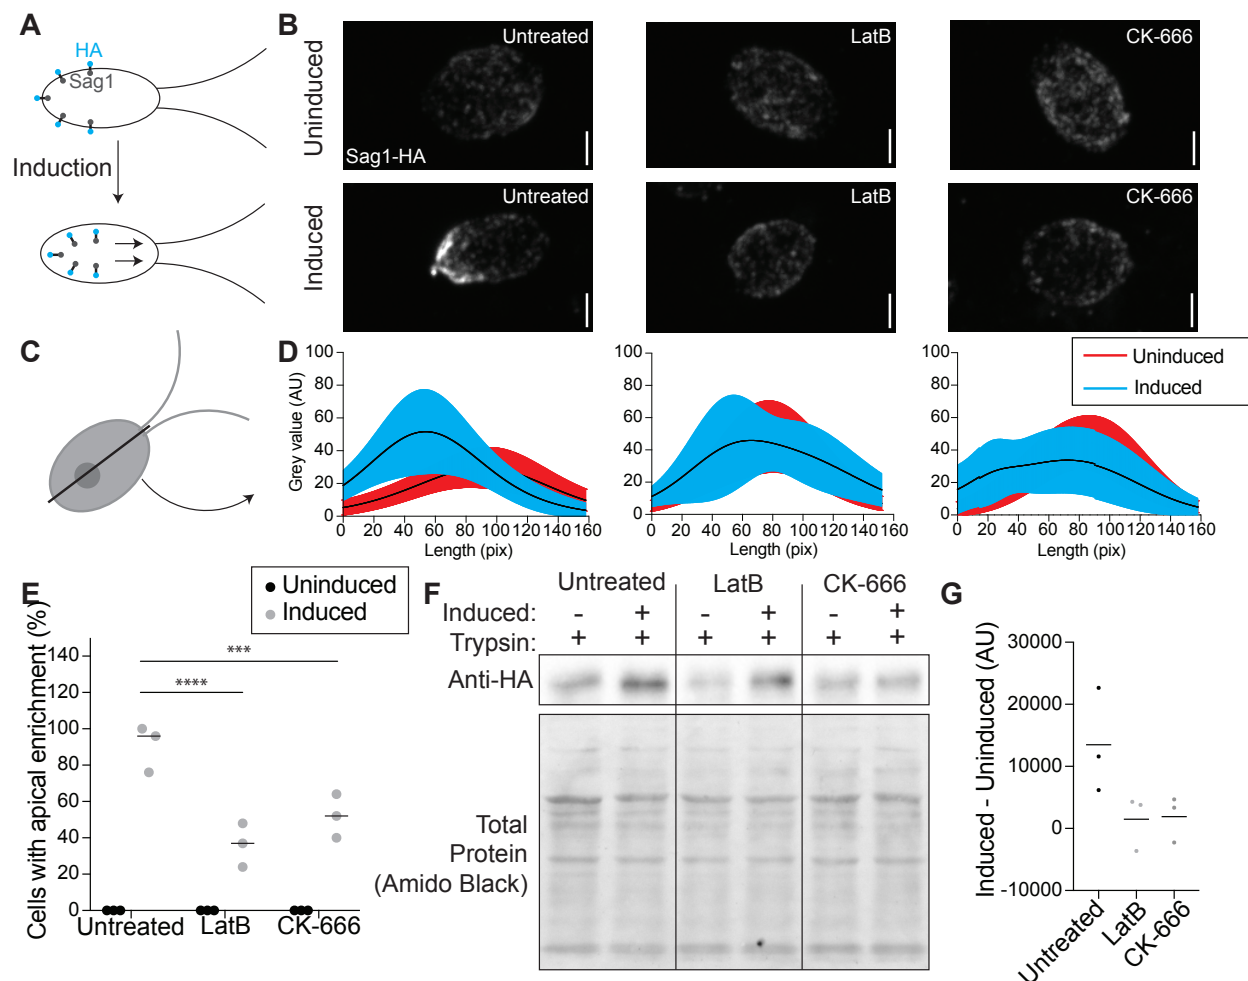 A
HA
Sag1
Induction
B
Uninduced
Untreated
LatB
CK-666
Sag1-HA
Induced
Untreated
LatB
CK-666
C
D
Grey value (AU)
100
80
60
40
20
0
0 20 40 60 80 100 120 140 160
Length (pix)
100
80
60
40
20
0
0 20 40 60 80 100 120 140 160
Length (pix)
100
80
60
40
20
0
0 20 40 60 80 100 120 140 160
Length (pix)
Uninduced
Induced
E
Uninduced
Induced
Cells with apical enrichment (%)
140
120
100
80
60
40
20
0
***
****
Untreated LatB CK-666
F
Untreated LatB CK-666
Induced: - + - + - +
Trypsin: + + + + + +
Anti-HA
Total
Protein
(Amido Black)
G
Induced - Uninduced (AU)
30000
20000
10000
0
-10000
Untreated
LatB
CK-666